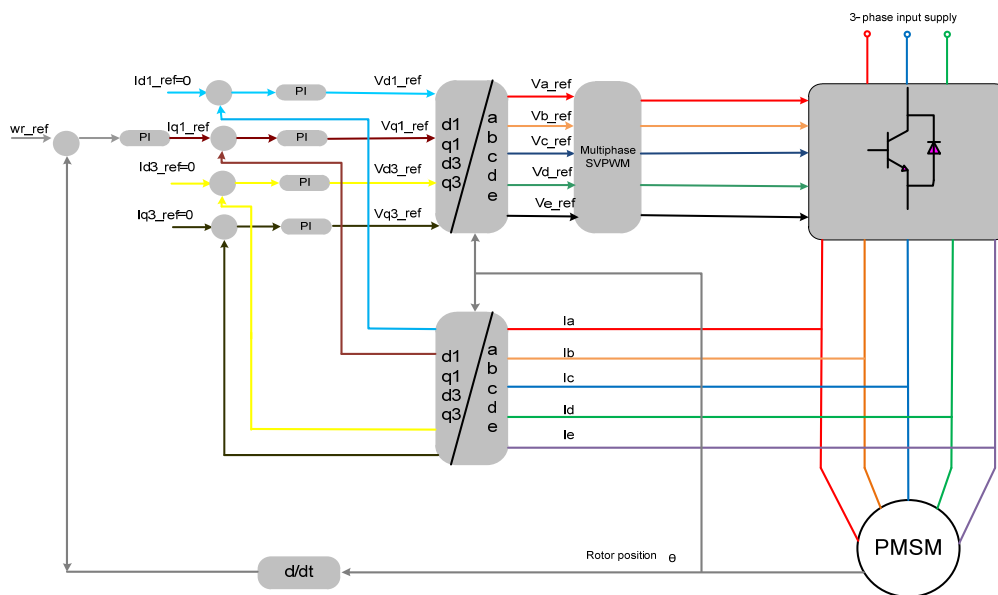 3- phase input supply
Id1_ref=0
PI
Vd1_ref
Va_ref
wr_ref
PI
Iq1_ref
PI
Vq1_ref
d1
q1
d3
q3
a
b
c
d
e
Vb_ref
Multiphase
SVPWM
Vc_ref
Id3_ref=0
PI
Vd3_ref
Vd_ref
Iq3_ref=0
PI
Vq3_ref
Ve_ref
d1
q1
d3
q3
a
b
c
d
e
Ia
Ib
Ic
Id
Ie
PMSM
Rotor position θ
d/dt